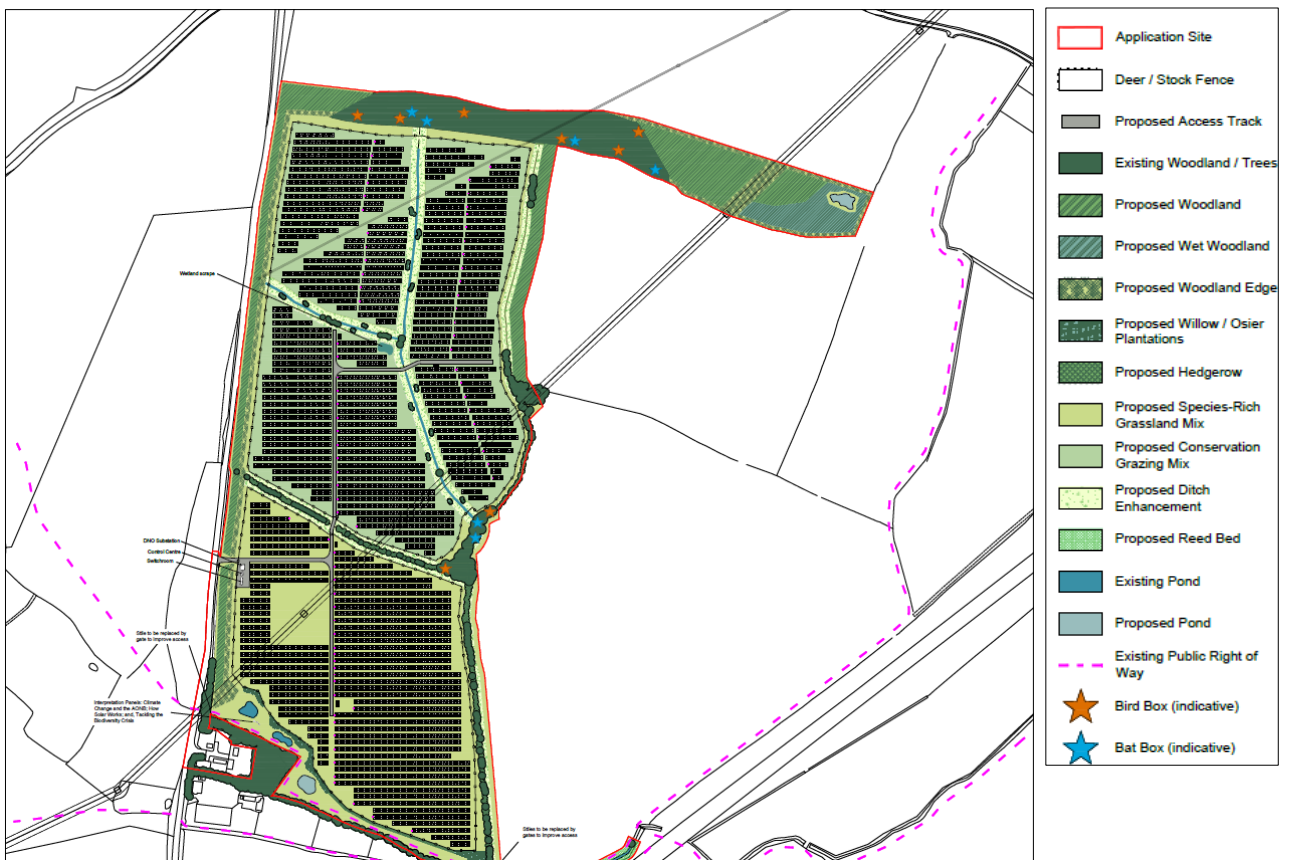 Wetland scrape
DNO Substation
Control Centre
Switchroom
Stile to be replaced by
gate to improve access
Interpretation Panels: Climate
Change and the AONB; How
Solar Works; and, Tackling the
Biodiversity Crisis
Stiles to be replaced by
gates to improve access
Application Site
Deer / Stock Fence
Proposed Access Track
Existing Woodland / Trees
Proposed Woodland
Proposed Wet Woodland
Proposed Woodland Edge
Proposed Willow / Osier
Plantations
Proposed Hedgerow
Proposed Species-Rich
Grassland Mix
Proposed Conservation
Grazing Mix
Proposed Ditch
Enhancement
Proposed Reed Bed
Existing Pond
Proposed Pond
Existing Public Right of
Way
Bird Box (indicative)
Bat Box (indicative)